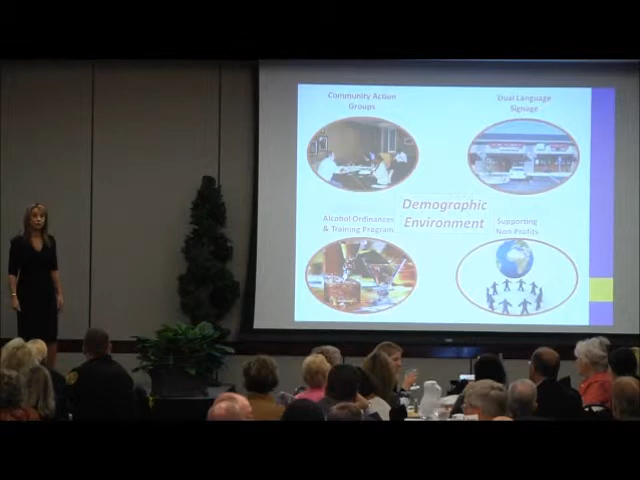 Community Action
Groups
Dual Language
Signage
Demographic
Environment
Alcohol Ordinances
& Training Program
Supporting
Non Profits